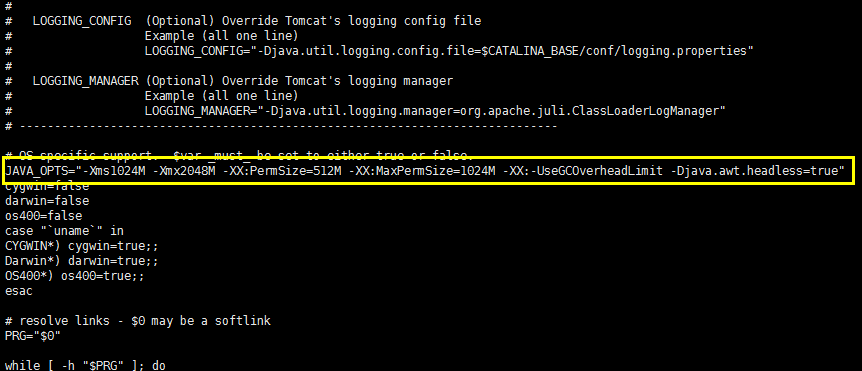 #
#   LOGGING_CONFIG  (Optional) Override Tomcat's logging config file
#                   Example (all one line)
#                   LOGGING_CONFIG="-Djava.util.logging.config.file=$CATALINA_BASE/conf/logging.properties"
#
#   LOGGING_MANAGER (Optional) Override Tomcat's logging manager
#                   Example (all one line)
#                   LOGGING_MANAGER="-Djava.util.logging.manager=org.apache.juli.ClassLoaderLogManager"
# -----------------------------------------------------------------------------
# OS specific support.  $var _must_ be set to either true or false.
JAVA_OPTS="-Xms1024M -Xmx2048M -XX:PermSize=512M -XX:MaxPermSize=1024M -XX:-UseGCOverheadLimit -Djava.awt.headless=true"
cygwin=false
darwin=false
os400=false
case "`uname`" in
CYGWIN*) cygwin=true;;
Darwin*) darwin=true;;
OS400*) os400=true;;
esac
# resolve links - $0 may be a softlink
PRG="$0"
while [ -h "$PRG" ]; do